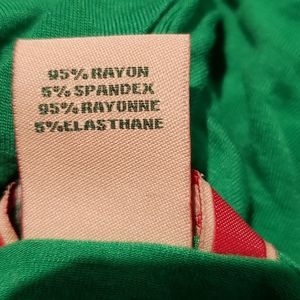 95% RAYON
5% SPANDEX
95% RAYONNE
5% ELASTHANE